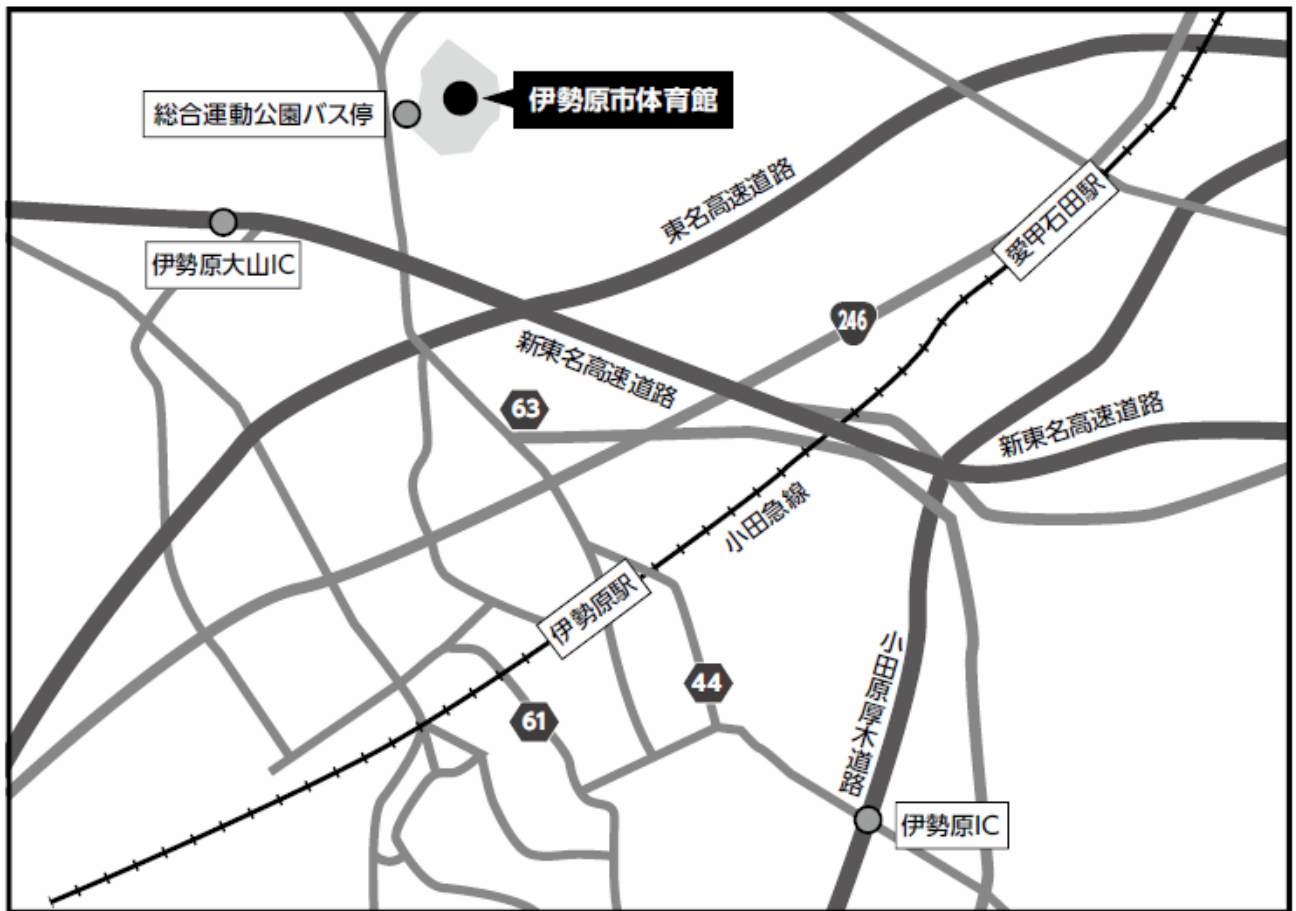 総合運動公園バス停
伊勢原市体育館
東名高速道路
愛甲石田駅
伊勢原大山IC
246
新東名高速道路
63
新東名高速道路
小田急線
伊勢原駅
小田原厚木道路
44
61
伊勢原IC